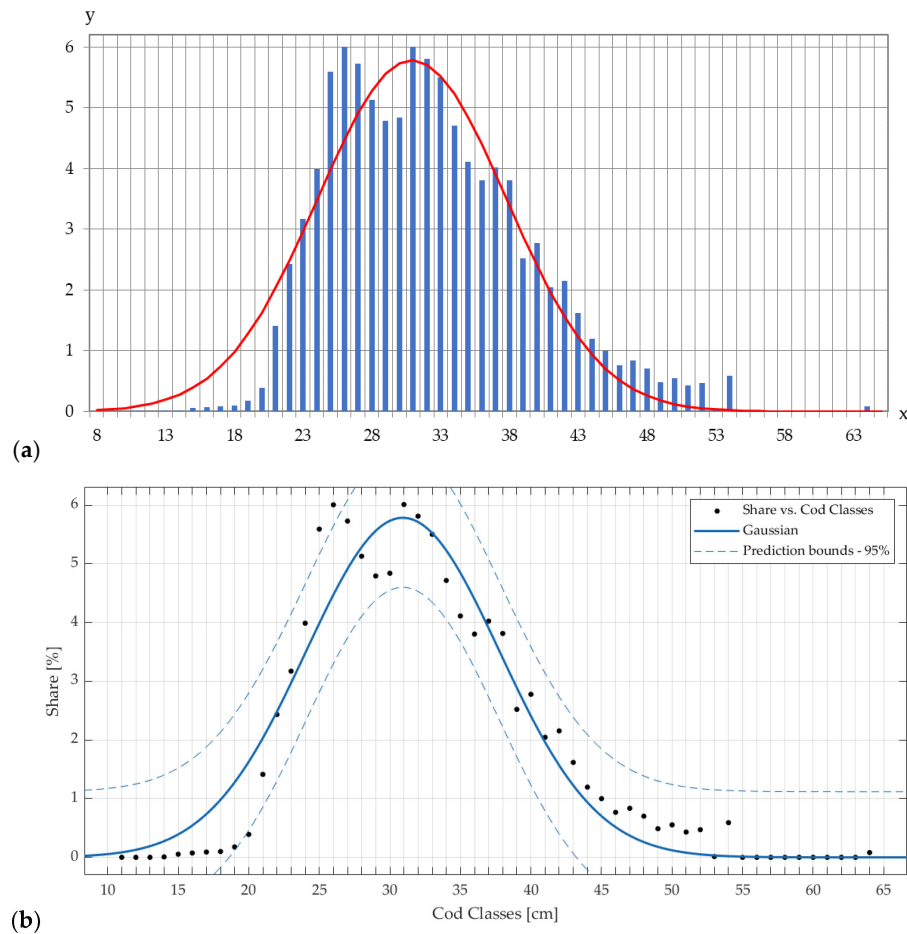 y
6
5
4
3
2
1
0
8 13 18 23 28 33 38 43 48 53 58 63 x
(a)
6
5
4
3
2
1
0
Share [%]
Share vs. Cod Classes
Gaussian
Prediction bounds - 95%
10 15 20 25 30 35 40 45 50 52 60 65
Cod Classes [cm]
(b)